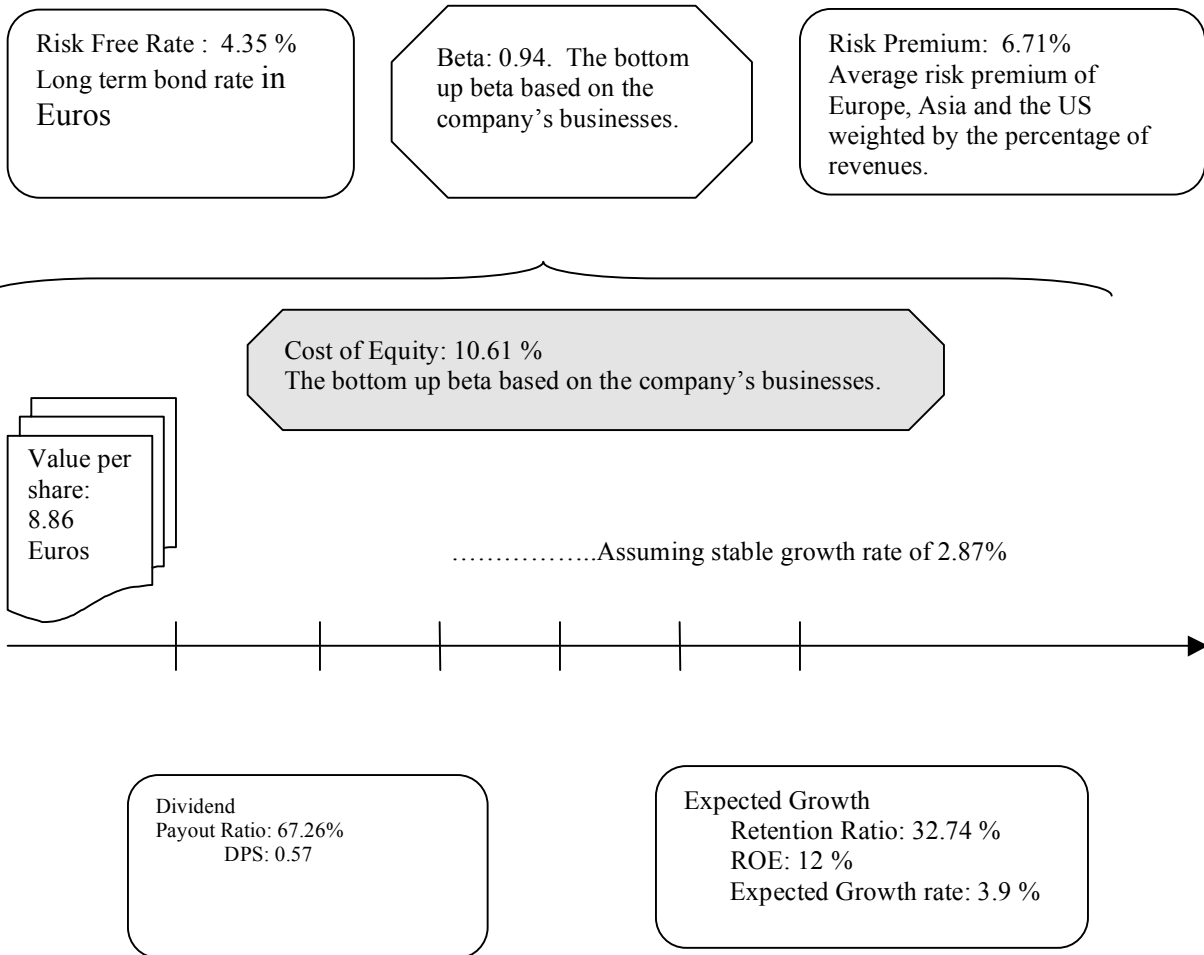 Risk Free Rate :  4.35 %
Long term bond rate in
Euros
Beta: 0.94.  The bottom
up beta based on the
company’s businesses.
Risk Premium:  6.71%
Average risk premium of
Europe, Asia and the US
weighted by the percentage of
revenues.
Cost of Equity: 10.61 %
The bottom up beta based on the company’s businesses.
Value per
share:
8.86
Euros
……………..Assuming stable growth rate of 2.87%
Dividend
Payout Ratio: 67.26%
DPS: 0.57
Expected Growth
Retention Ratio: 32.74 %
ROE: 12 %
Expected Growth rate: 3.9 %